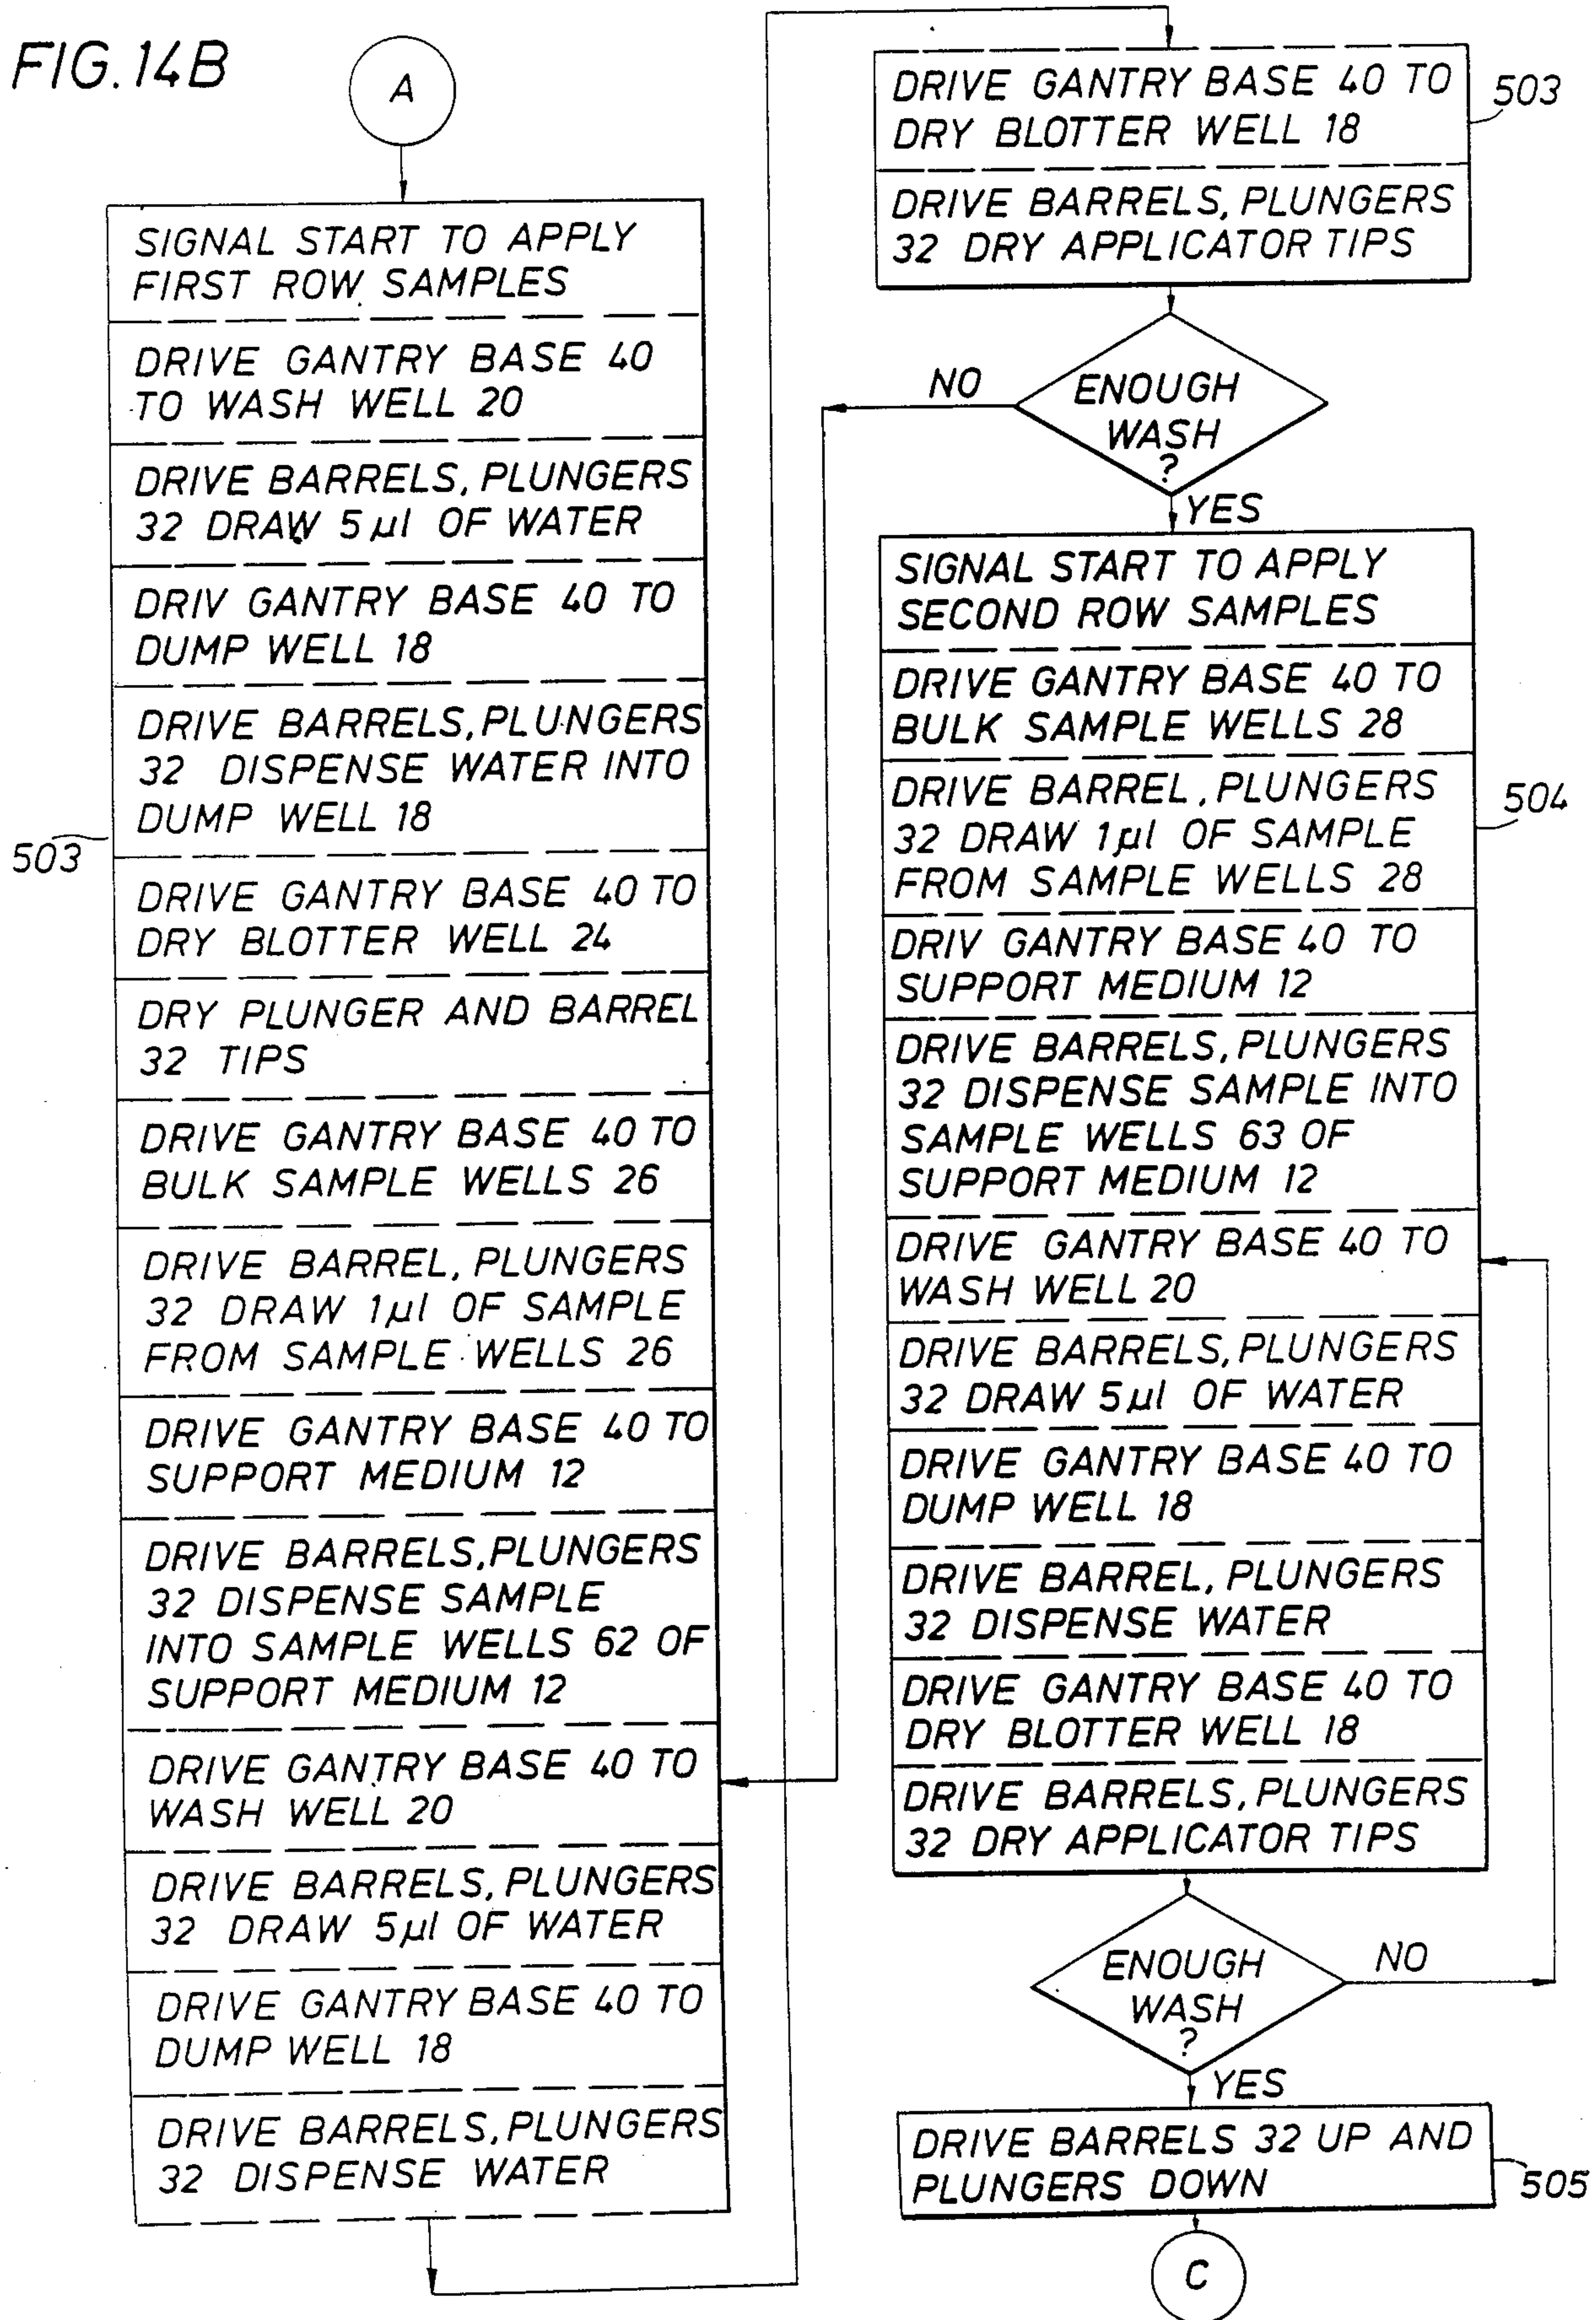 FIG. 14B
A
SIGNAL START TO APPLY
FIRST ROW SAMPLES
DRIVE GANTRY BASE 40
TO WASH WELL 20
DRIVE BARRELS, PLUNGERS
32 DRAW 5 µl OF WATER
DRIV GANTRY BASE 40 TO
DUMP WELL 18
DRIVE BARRELS, PLUNGERS
32 DISPENSE WATER INTO
DUMP WELL 18
503
DRIVE GANTRY BASE 40 TO
DRY BLOTTER WELL 24
DRY PLUNGER AND BARREL
32 TIPS
DRIVE GANTRY BASE 40 TO
BULK SAMPLE WELLS 26
DRIVE BARREL, PLUNGERS
32 DRAW 1µl OF SAMPLE
FROM SAMPLE WELLS 26
DRIVE GANTRY BASE 40 TO
SUPPORT MEDIUM 12
DRIVE BARRELS, PLUNGERS
32 DISPENSE SAMPLE
INTO SAMPLE WELLS 62 OF
SUPPORT MEDIUM 12
DRIVE GANTRY BASE 40 TO
WASH WELL 20
DRIVE BARRELS, PLUNGERS
32 DRAW 5µl OF WATER
DRIVE GANTRY BASE 40 TO
DUMP WELL 18
DRIVE BARRELS, PLUNGERS
32 DISPENSE WATER
DRIVE GANTRY BASE 40 TO
DRY BLOTTER WELL 18
503
DRIVE BARRELS, PLUNGERS
32 DRY APPLICATOR TIPS
ENOUGH
WASH
?
NO
YES
SIGNAL START TO APPLY
SECOND ROW SAMPLES
DRIVE GANTRY BASE 40 TO
BULK SAMPLE WELLS 28
DRIVE BARREL, PLUNGERS
32 DRAW 1µl OF SAMPLE
FROM SAMPLE WELLS 28
504
DRIV GANTRY BASE 40 TO
SUPPORT MEDIUM 12
DRIVE BARRELS, PLUNGERS
32 DISPENSE SAMPLE INTO
SAMPLE WELLS 63 OF
SUPPORT MEDIUM 12
DRIVE GANTRY BASE 40 TO
WASH WELL 20
DRIVE BARRELS, PLUNGERS
32 DRAW 5µl OF WATER
DRIVE GANTRY BASE 40 TO
DUMP WELL 18
DRIVE BARREL, PLUNGERS
32 DISPENSE WATER
DRIVE GANTRY BASE 40 TO
DRY BLOTTER WELL 18
DRIVE BARRELS, PLUNGERS
32 DRY APPLICATOR TIPS
ENOUGH
WASH
?
NO
YES
DRIVE BARRELS 32 UP AND
PLUNGERS DOWN
505
C